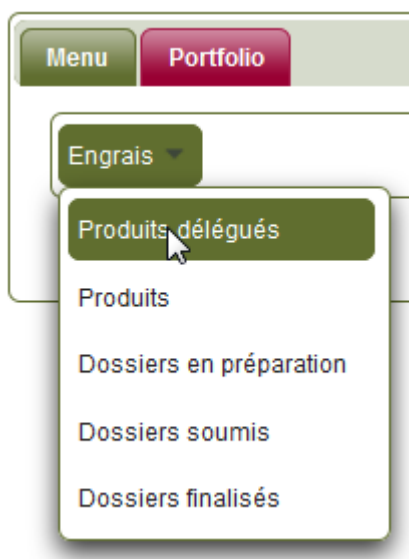 Menu Portfolio
Engrais
Produits délégués
Produits
Dossiers en préparation
Dossiers soumis
Dossiers finalisés